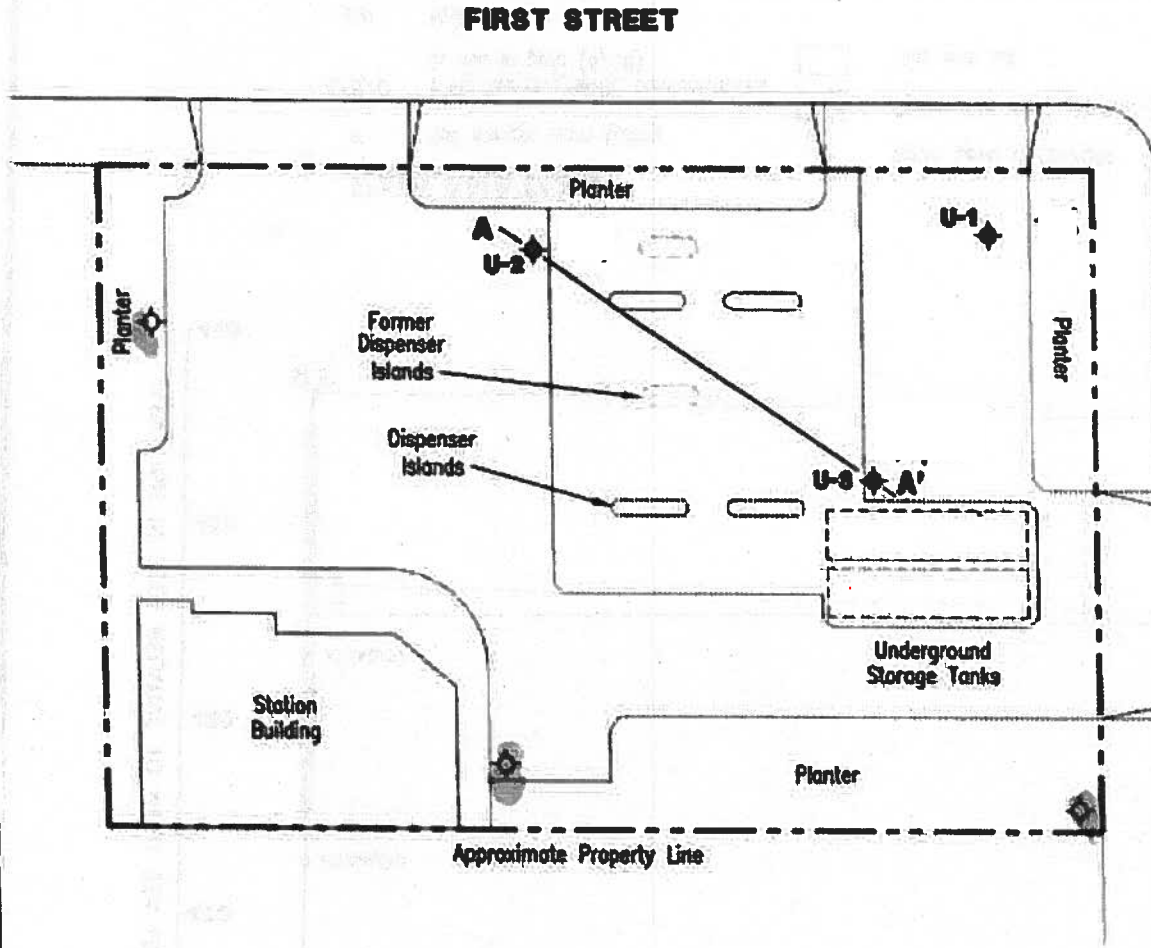 FIRST STREET
Planter
A
U-2
U-1
Planter
Former
Dispenser
Islands
Planter
Dispenser
Islands
U-3
A'
Underground
Storage Tanks
Station
Building
Planter
Approximate Property Line